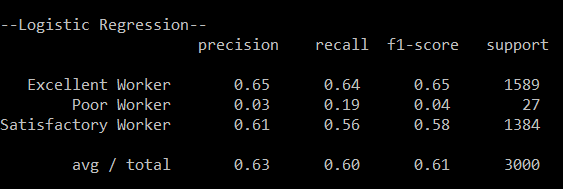 --Logistic Regression--
precision recall f1-score support
Excellent Worker 0.65 0.64 0.65 1589
Poor Worker 0.03 0.19 0.04 27
Satisfactory Worker 0.61 0.56 0.58 1384
avg / total 0.63 0.60 0.61 3000